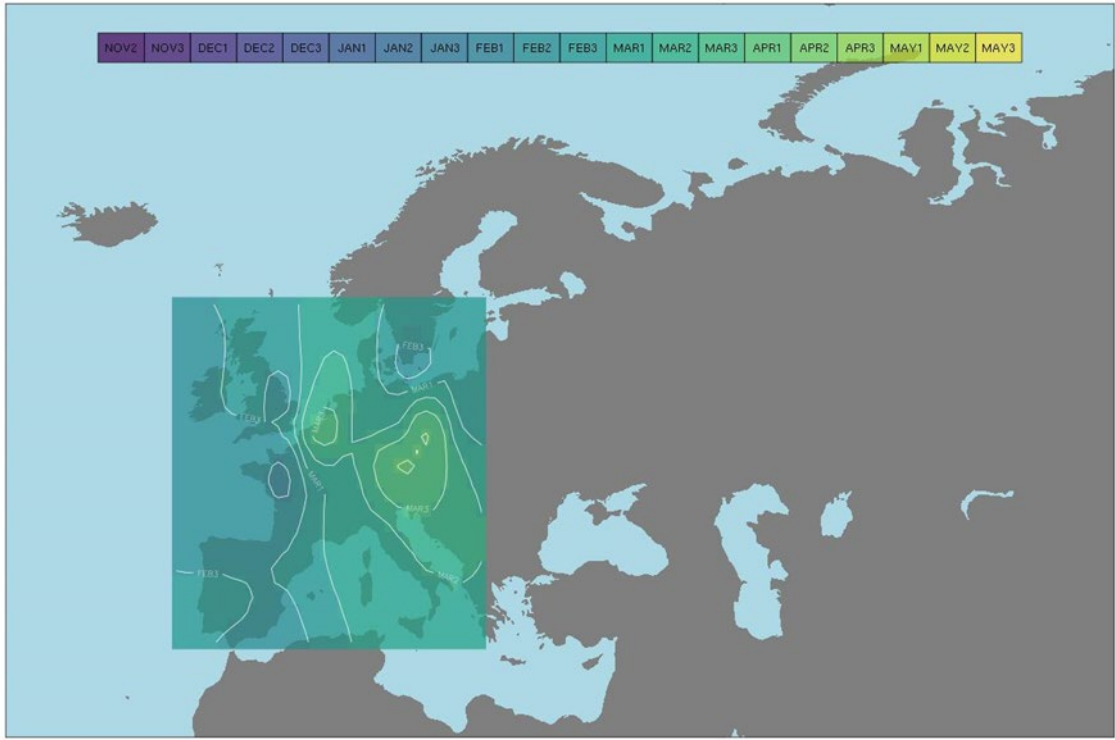 NOV2 NOV3 DEC1 DEC2 DEC3 JAN1 JAN2 JAN3 FEB1 FEB2 FEB3 MAR1 MAR2 MAR3 APR1 APR2 APR3 MAY1 MAY2 MAY3
FEB3
MAR1
FEB3
MAR3
MAR1
MAR3
FEB3
MAR2